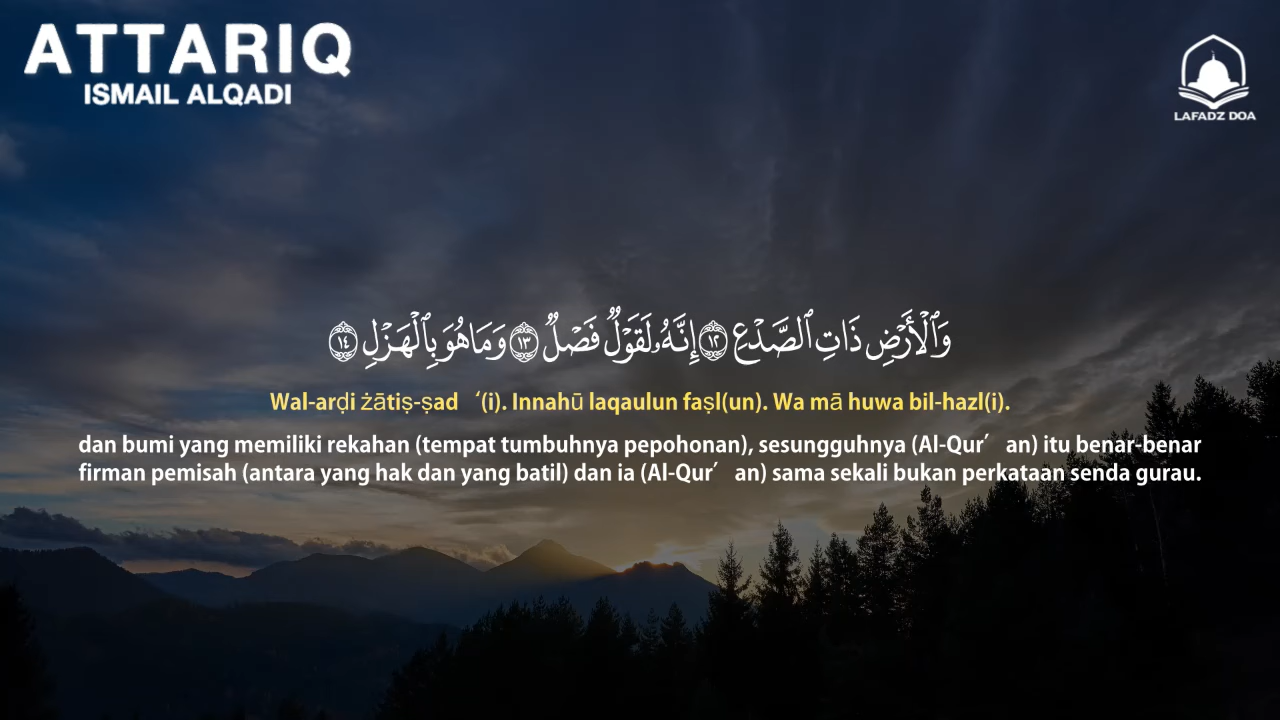 ATTARIQ
ISMAIL ALQADI
LAFADZ DOA
وَٱلْأَرْضِ ذَاتِ ٱلصَّدْعِ ١٢ إِنَّهُۥ لَقَوْلٌ فَصْلٌ ١٣ وَمَا هُوَ بِٱلْهَزْلِ ١٤
Wal-arḍi żātiṣ-ṣad‘(i). Innahū laqaulun faṣl(un). Wa mā huwa bil-hazl(i).
dan bumi yang memiliki rekahan (tempat tumbuhnya pepohonan), sesungguhnya (Al-Qur′an) itu benar-benar
firman pemisah (antara yang hak dan yang batil) dan ia (Al-Qur′an) sama sekali bukan perkataan senda gurau.